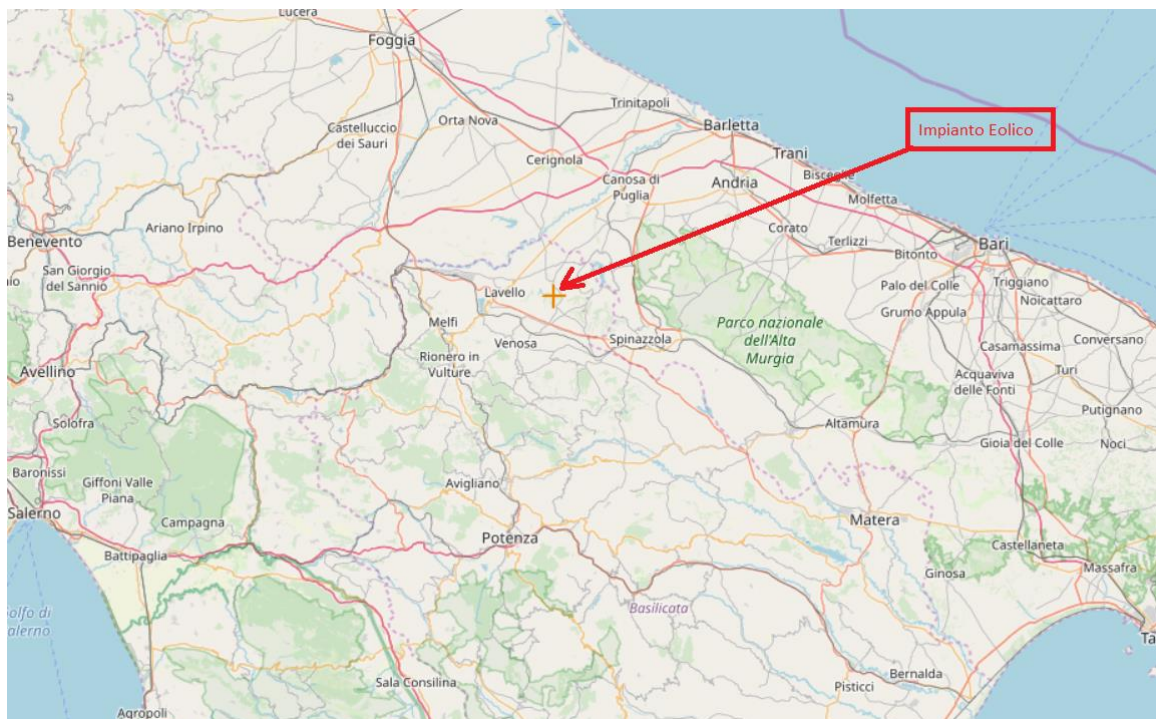 Lucera
Foggia
Trinitapoli
Impianto Eolico
Orta Nova
Barletta
Castelluccio
dei Sauri
Trani
Cerignola
Bisceglie
Canosa di
Puglia
Andria
Molfetta
Ariano Irpino
Corato
Benevento
Terlizzi
Bari
Bitonto
San Giorgio
del Sannio
Palo del Colle
Triggiano
Lavello
Noicattaro
Grumo Appula
Melfi
Parco nazionale
dell'Alta
Murgia
Venosa
Spinazzola
Casamassima
Conversano
Rionero in
Vulture
Avellino
Acquaviva
delle Fonti
Turi
Putignano
Solofra
Altamura
Gioia del Colle
Noci
Baronissi
Giffoni Valle
Piana
Avigliano
Salerno
Campagna
Matera
Potenza
Battipaglia
Castellaneta
Massafra
Ginosa
Basilicata
Golfo di
alerno
Ta
Bernalda
Sala Consilina
Pisticci
Agropoli